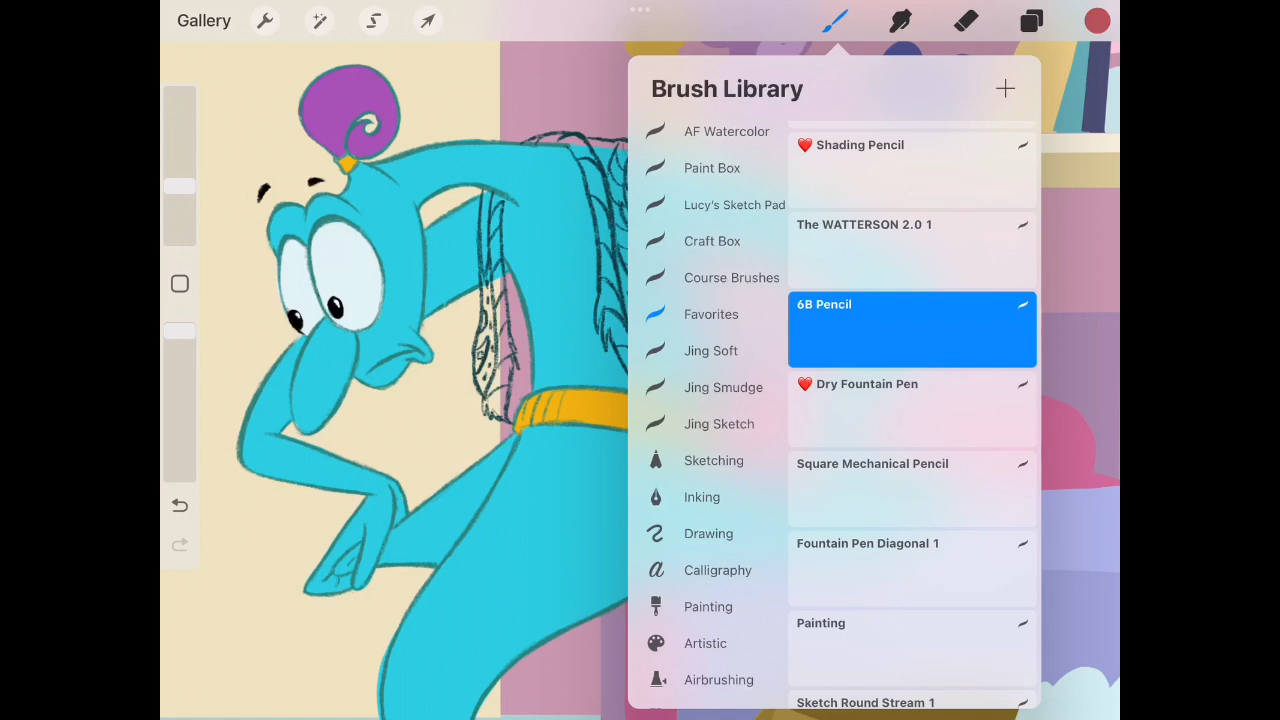 Gallery
Brush Library
AF Watercolor
Paint Box
Lucy's Sketch Pad
Craft Box
Course Brushes
Favorites
Jing Soft
Jing Smudge
Jing Sketch
Sketching
Inking
Drawing
Calligraphy
Painting
Artistic
Airbrushing
❤️ Shading Pencil
The WATTERSON 2.0 1
6B Pencil
❤️ Dry Fountain Pen
Square Mechanical Pencil
Fountain Pen Diagonal 1
Painting
Sketch Round Stream 1